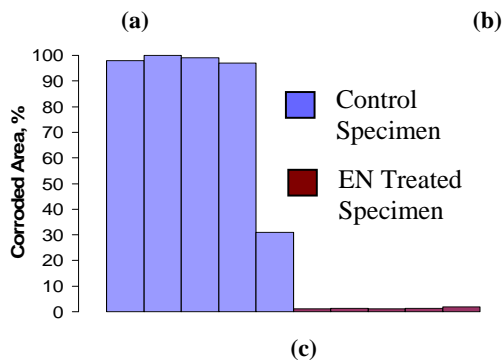 (a) (b)
Corroded Area, %
100
90
80
70
60
50
40
30
20
10
0
Control
Specimen
EN Treated
Specimen
(c)